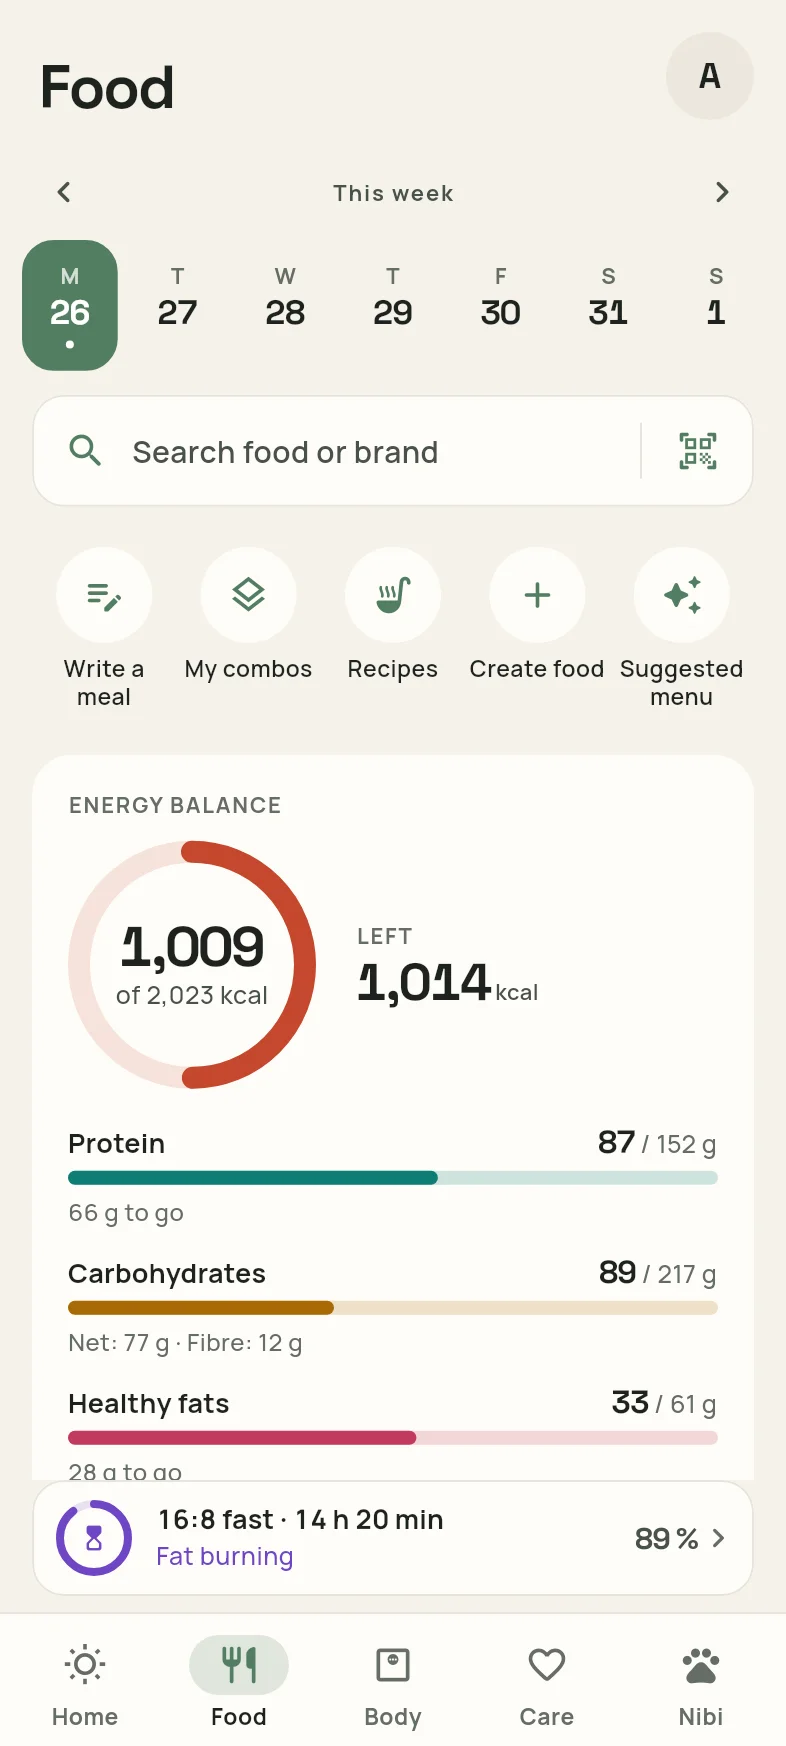 Food
A
This week
M T W T F S S
26 27 28 29 30 31 1
Search food or brand
Write a meal
My combos
Recipes
Create food
Suggested menu
ENERGY BALANCE
1,009
of 2,023 kcal
LEFT
1,014 kcal
Protein 87 / 152 g
66 g to go
Carbohydrates 89 / 217 g
Net: 77 g · Fibre: 12 g
Healthy fats 33 / 61 g
28 g to go
16:8 fast · 14 h 20 min
Fat burning
89 %
Home Food Body Care Nibi